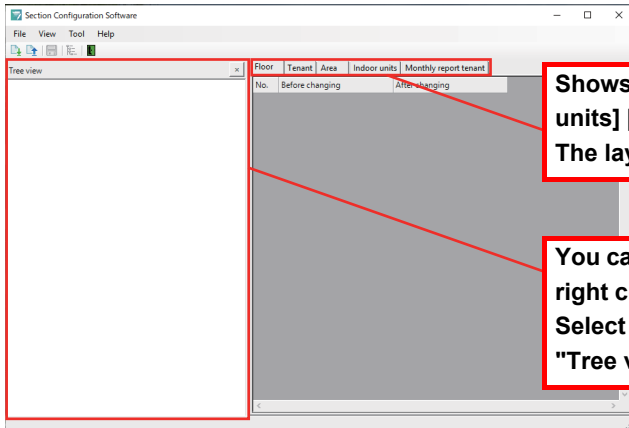 Section Configuration Software
File View Tool Help
Tree view
Floor Tenant Area Indoor units Monthly report tenant
No. Before changing After changing
Shows
units] [
The lay
You ca
right c
Select
"Tree v